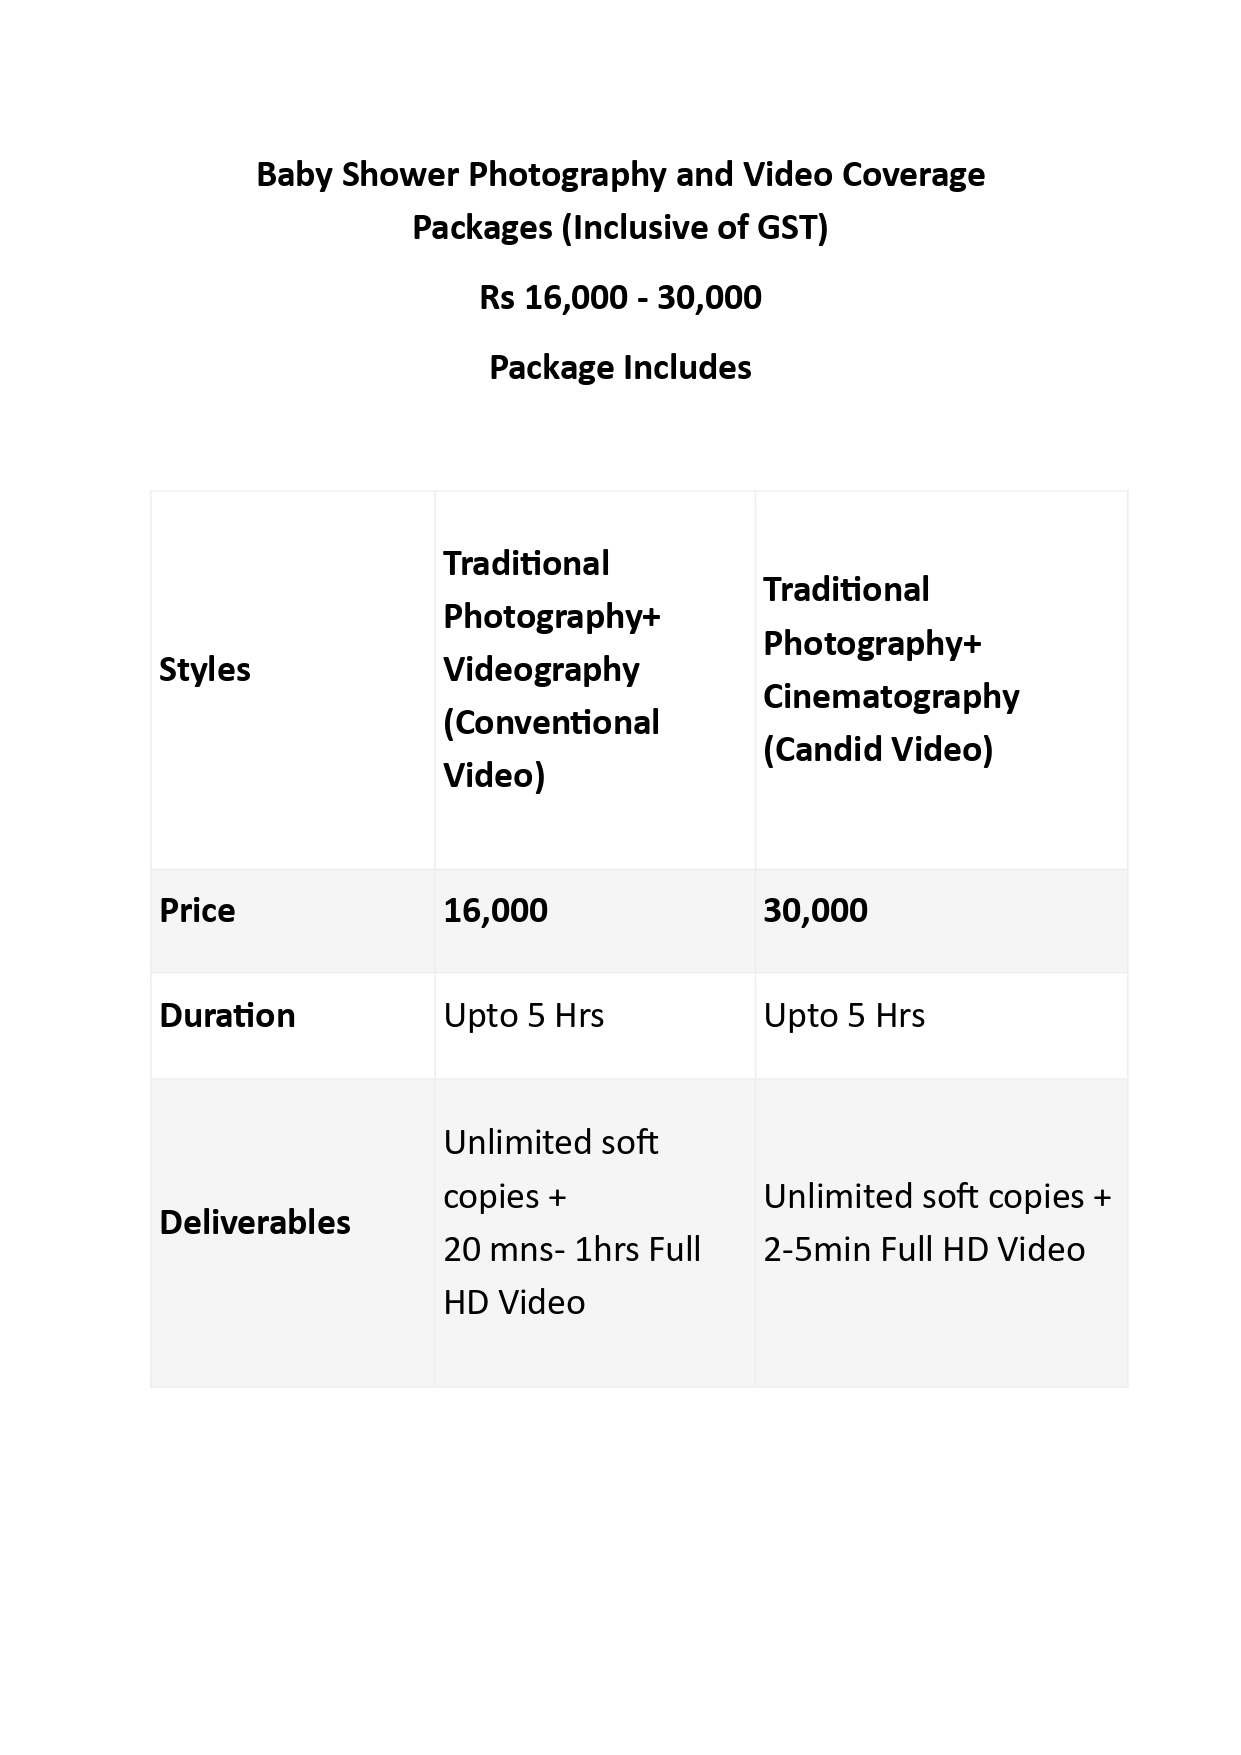 Baby Shower Photography and Video Coverage
Packages (Inclusive of GST)
Rs 16,000 - 30,000
Package Includes
Styles
Traditional
Photography+
Videography
(Conventional
Video)
Traditional
Photography+
Cinematography
(Candid Video)
Price
16,000
30,000
Duration
Upto 5 Hrs
Upto 5 Hrs
Deliverables
Unlimited soft
copies +
20 mns- 1hrs Full
HD Video
Unlimited soft copies +
2-5min Full HD Video